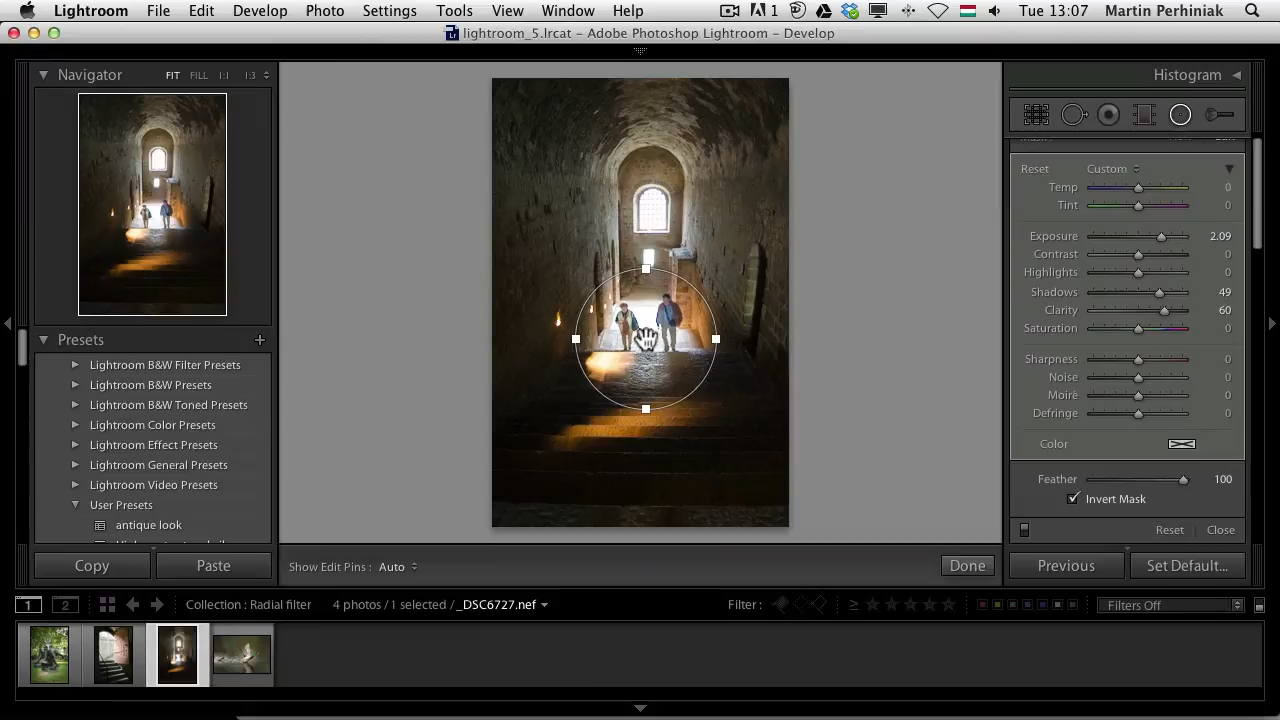 Lightroom File Edit Develop Photo Settings Tools View Window Help 1 Tue 13:07 Martin Perhiniak
Lr lightroom_5.lrcat – Adobe Photoshop Lightroom – Develop
Navigator FIT FILL 1:1 1:3
Histogram
Reset Custom
Temp 0
Tint 0
Exposure 2.09
Contrast 0
Highlights 0
Shadows 49
Clarity 60
Saturation 0
Sharpness 0
Noise 0
Moiré 0
Defringe 0
Color
Feather 100
Invert Mask
Reset Close
Presets +
Lightroom B&W Filter Presets
Lightroom B&W Presets
Lightroom B&W Toned Presets
Lightroom Color Presets
Lightroom Effect Presets
Lightroom General Presets
Lightroom Video Presets
User Presets
antique look
Copy Paste
Show Edit Pins : Auto Done
Previous Set Default...
1 2 Collection : Radial filter 4 photos / 1 selected / _DSC6727.nef Filter : ≥ Filters Off